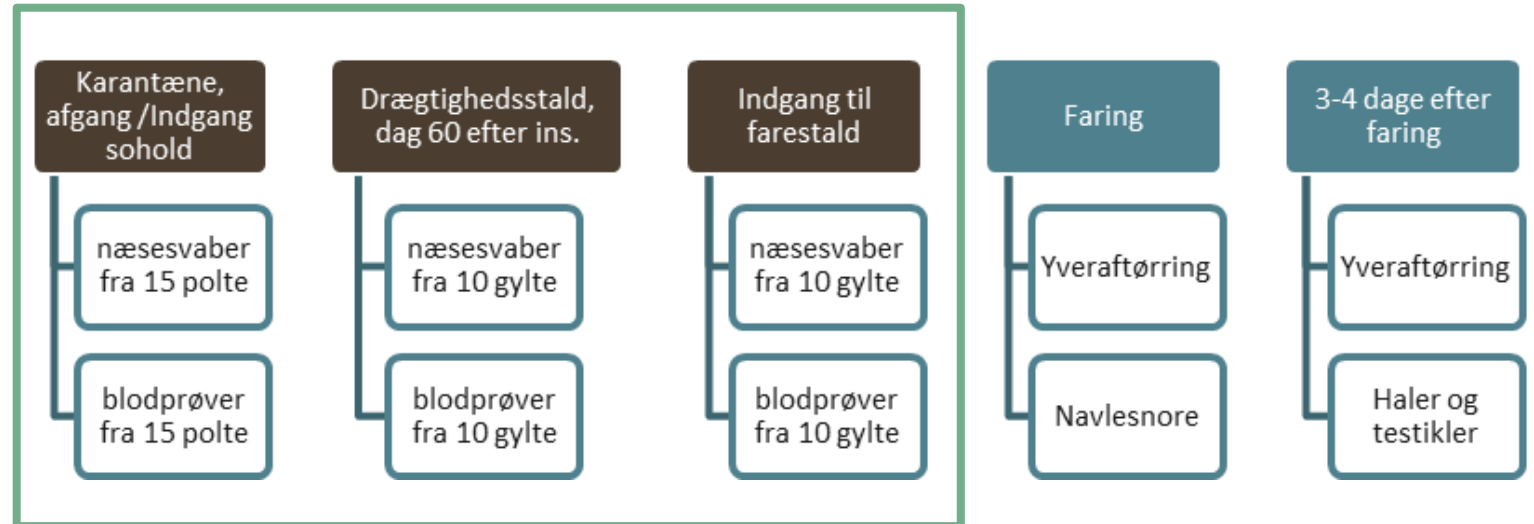 Karantæne,
afgang /Indgang
sohold
næsesvaber
fra 15 polte
blodprøver
fra 15 polte
Drægtighedsstald,
dag 60 efter ins.
næsesvaber
fra 10 gylte
blodprøver
fra 10 gylte
Indgang til
farestald
næsesvaber
fra 10 gylte
blodprøver
fra 10 gylte
Faring
Yveraftørring
Navlesnore
3-4 dage efter
faring
Yveraftørring
Haler og
testikler